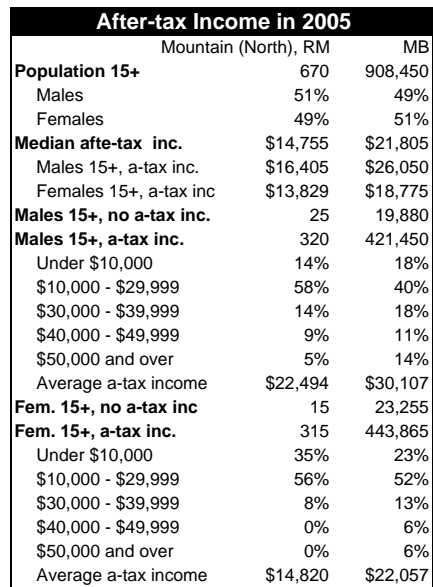 After-tax Income in 2005
Mountain (North), RM MB
Population 15+ 670 908,450
Males 51% 49%
Females 49% 51%
Median afte-tax inc. $14,755 $21,805
Males 15+, a-tax inc. $16,405 $26,050
Females 15+, a-tax inc $13,829 $18,775
Males 15+, no a-tax inc. 25 19,880
Males 15+, a-tax inc. 320 421,450
Under $10,000 14% 18%
$10,000 - $29,999 58% 40%
$30,000 - $39,999 14% 18%
$40,000 - $49,999 9% 11%
$50,000 and over 5% 14%
Average a-tax income $22,494 $30,107
Fem. 15+, no a-tax inc 15 23,255
Fem. 15+, a-tax inc. 315 443,865
Under $10,000 35% 23%
$10,000 - $29,999 56% 52%
$30,000 - $39,999 8% 13%
$40,000 - $49,999 0% 6%
$50,000 and over 0% 6%
Average a-tax income $14,820 $22,057